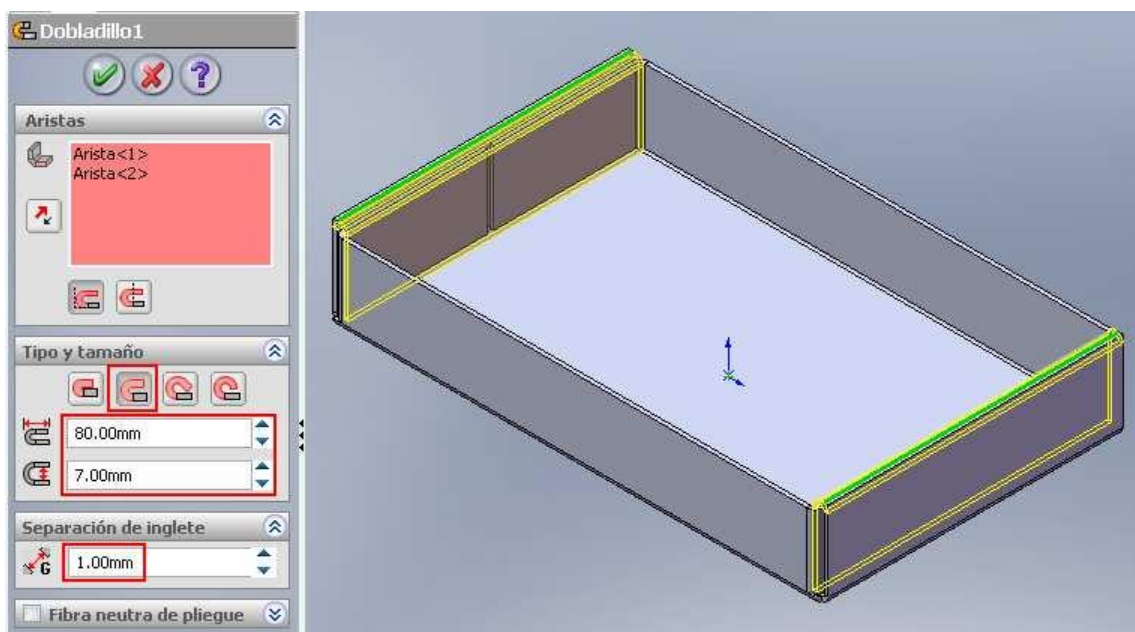 Dobladillo1
?
Aristas
Arista<1>
Arista<2>
Tipo y tamaño
80.00mm
7.00mm
Separación de inglete
G
1.00mm
Fibra neutra de pliegue